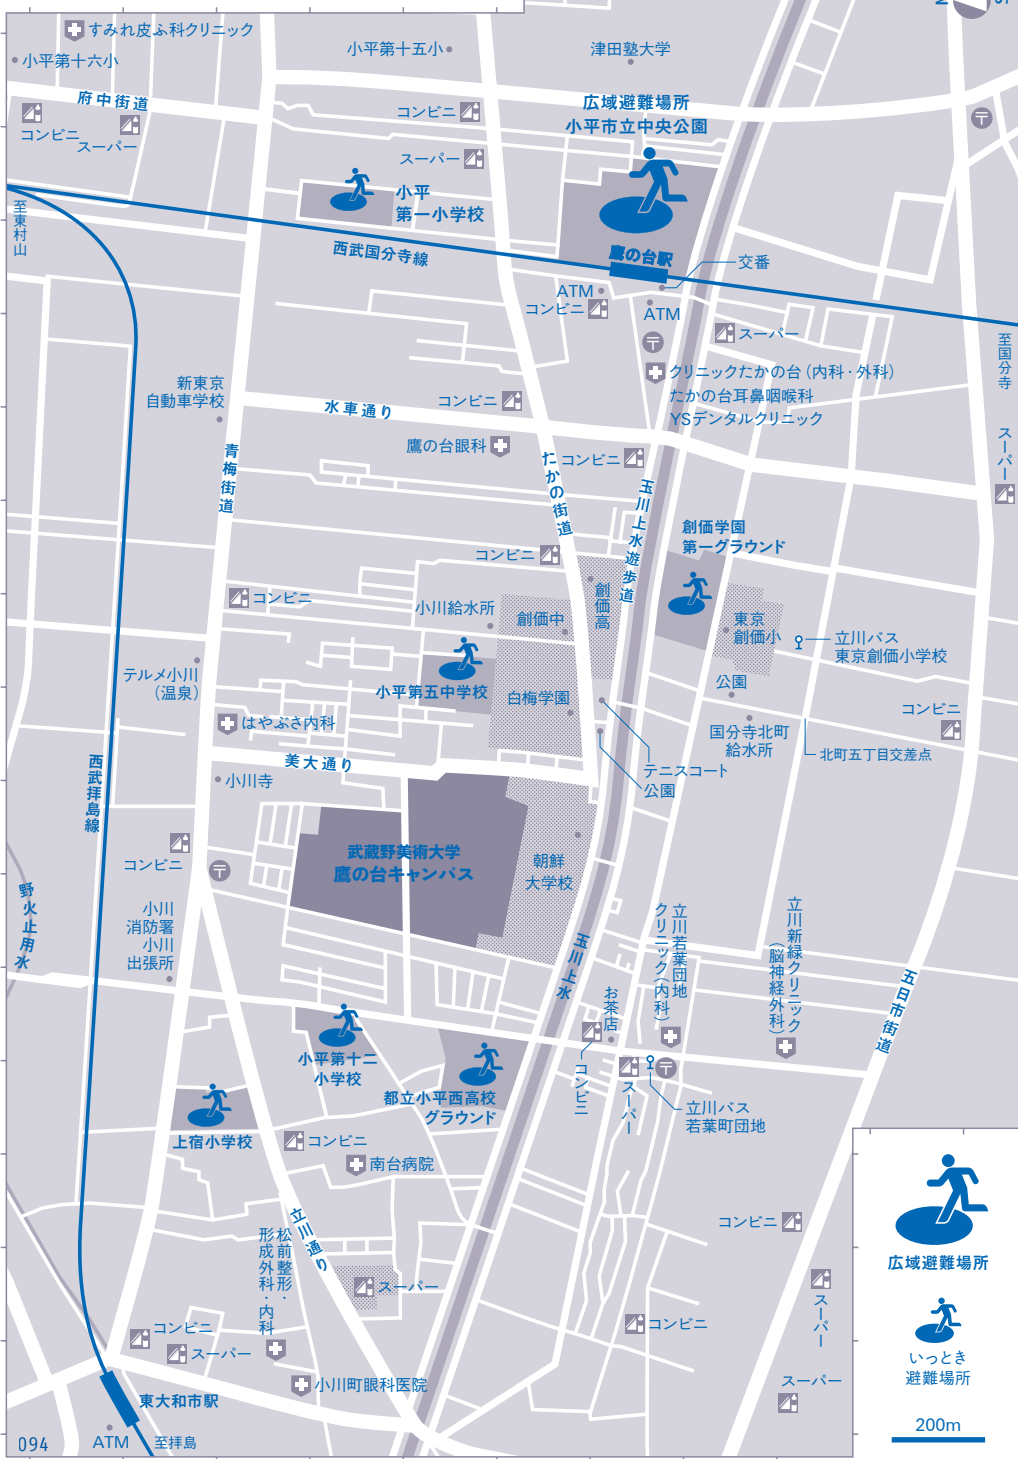 すみれ皮ふ科クリニック
小平第十六小
小平第十五小
津田塾大学
N
S
府中街道
コンビニ
スーパー
コンビニ
スーパー
広域避難場所
小平市立中央公園
〒
小平
第一小学校
至東村山
西武国分寺線
鷹の台駅
交番
ATM
コンビニ
ATM
〒
スーパー
至国分寺
クリニックたかの台(内科・外科)
たかの台耳鼻咽喉科
YSデンタルクリニック
新東京
自動車学校
水車通り
コンビニ
鷹の台眼科
コンビニ
スーパー
青梅街道
たかの街道
玉川上水遊歩道
創価学園
第一グラウンド
コンビニ
コンビニ
小川給水所
創価中
創価高
東京
創価小
立川バス
東京創価小学校
テルメ小川
(温泉)
小平第五中学校
白梅学園
公園
はやぶさ内科
国分寺北町
給水所
コンビニ
北町五丁目交差点
美大通り
テニスコート
公園
小川寺
西武拝島線
武蔵野美術大学
鷹の台キャンパス
朝鮮
大学校
コンビニ
〒
野火止用水
小川
消防署
小川
出張所
玉川上水
立川若葉団地
クリニック(内科)
立川新緑クリニック
(脳神経外科)
五日市街道
お茶店
コンビニ
スーパー
〒
立川バス
若葉町団地
小平第十二
小学校
都立小平西高校
グラウンド
上宿小学校
コンビニ
南台病院
立川通り
松前整形・
形成外科・内科
スーパー
コンビニ
コンビニ
スーパー
スーパー
コンビニ
スーパー
小川町眼科医院
東大和市駅
ATM
至拝島
094
広域避難場所
いっとき
避難場所
200m